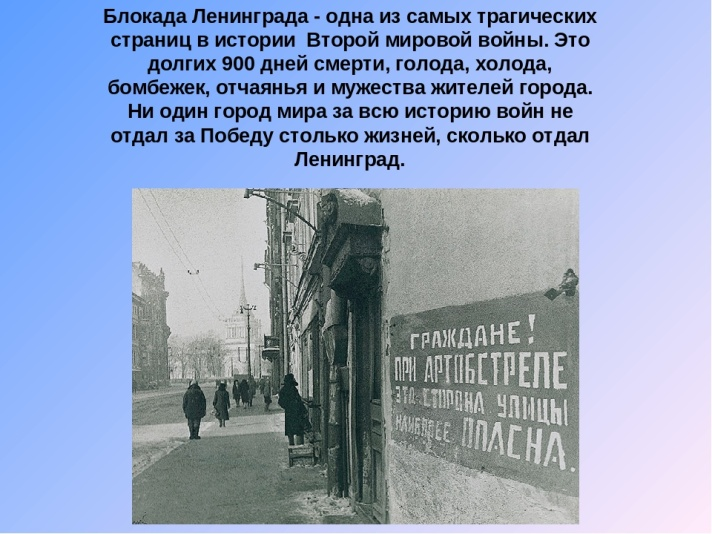 Блокада Ленинграда - одна из самых трагических
страниц в истории Второй мировой войны. Это
долгих 900 дней смерти, голода, холода,
бомбежек, отчаянья и мужества жителей города.
Ни один город мира за всю историю войн не
отдал за Победу столько жизней, сколько отдал
Ленинград.
ГРАЖДАНЕ!
ПРИ АРТОБСТРЕЛЕ
ЭТА СТОРОНА УЛИЦЫ
НАИБОЛЕЕ ОПАСНА.